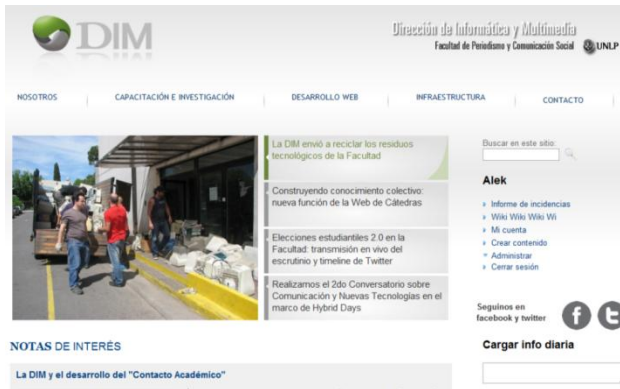 DIM
Dirección de Informática y Multimedia
Facultad de Periodismo y Comunicación Social
UNLP
NOSOTROS
CAPACITACIÓN E INVESTIGACIÓN
DESARROLLO WEB
INFRAESTRUCTURA
CONTACTO
La DIM envió a reciclar los residuos
tecnológicos de la Facultad
Construyendo conocimiento colectivo:
nueva función de la Web de Cátedras
Elecciones estudiantiles 2.0 en la
Facultad: transmisión en vivo del
escrutinio y timeline de Twitter
Realizamos el 2do Conversatorio sobre
Comunicación y Nuevas Tecnologías en el
marco de Hybrid Days
Buscar en este sitio:
Alek
Informe de incidencias
Wiki Wiki Wiki Wi
Mi cuenta
Crear contenido
Administrar
Cerrar sesión
Seguinos en
facebook y twitter
f
t
Cargar info diaria
NOTAS DE INTERÉS
La DIM y el desarrollo del "Contacto Académico"